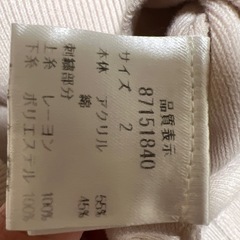 品質表示
87151840
サイズ 2
本体 アクリル 55%
綿 45%
刺繍部分
上糸 レーヨン 100%
下糸 ポリエステル 100%